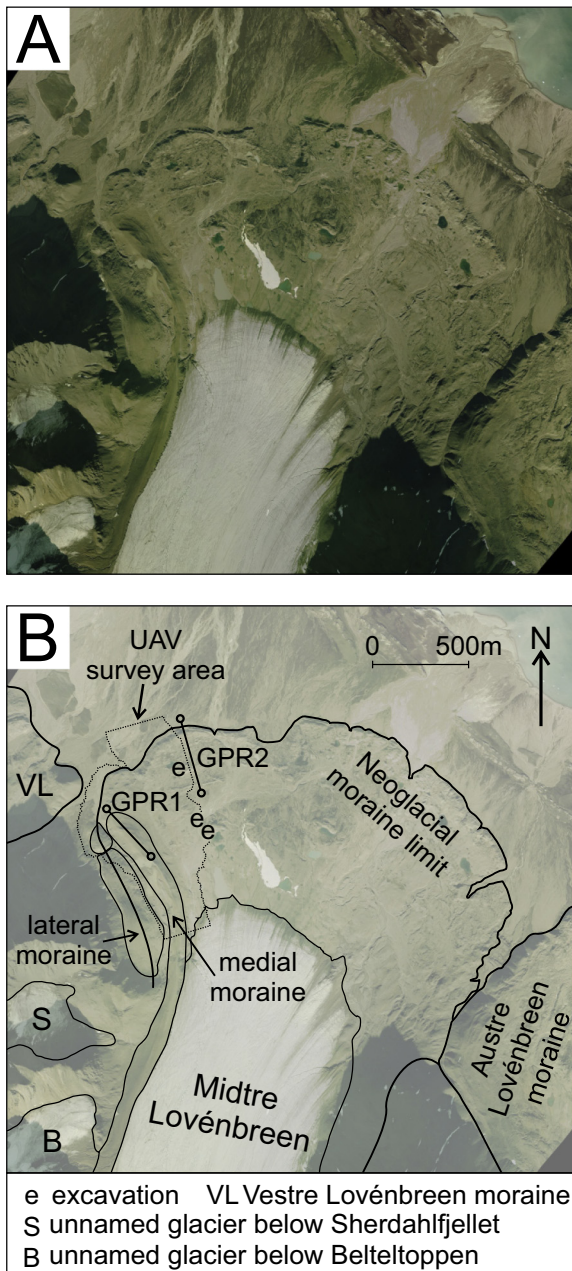 A
B
UAV
survey area
0 500m
N
VL
GPR2
e
GPR1
e
e
Neoglacial
moraine limit
lateral
moraine
medial
moraine
S
Austre
Lovénbreen
moraine
Midtre
Lovénbreen
B
e excavation VL Vestre Lovénbreen moraine
S unnamed glacier below Sherdahlfjellet
B unnamed glacier below Belteltoppen